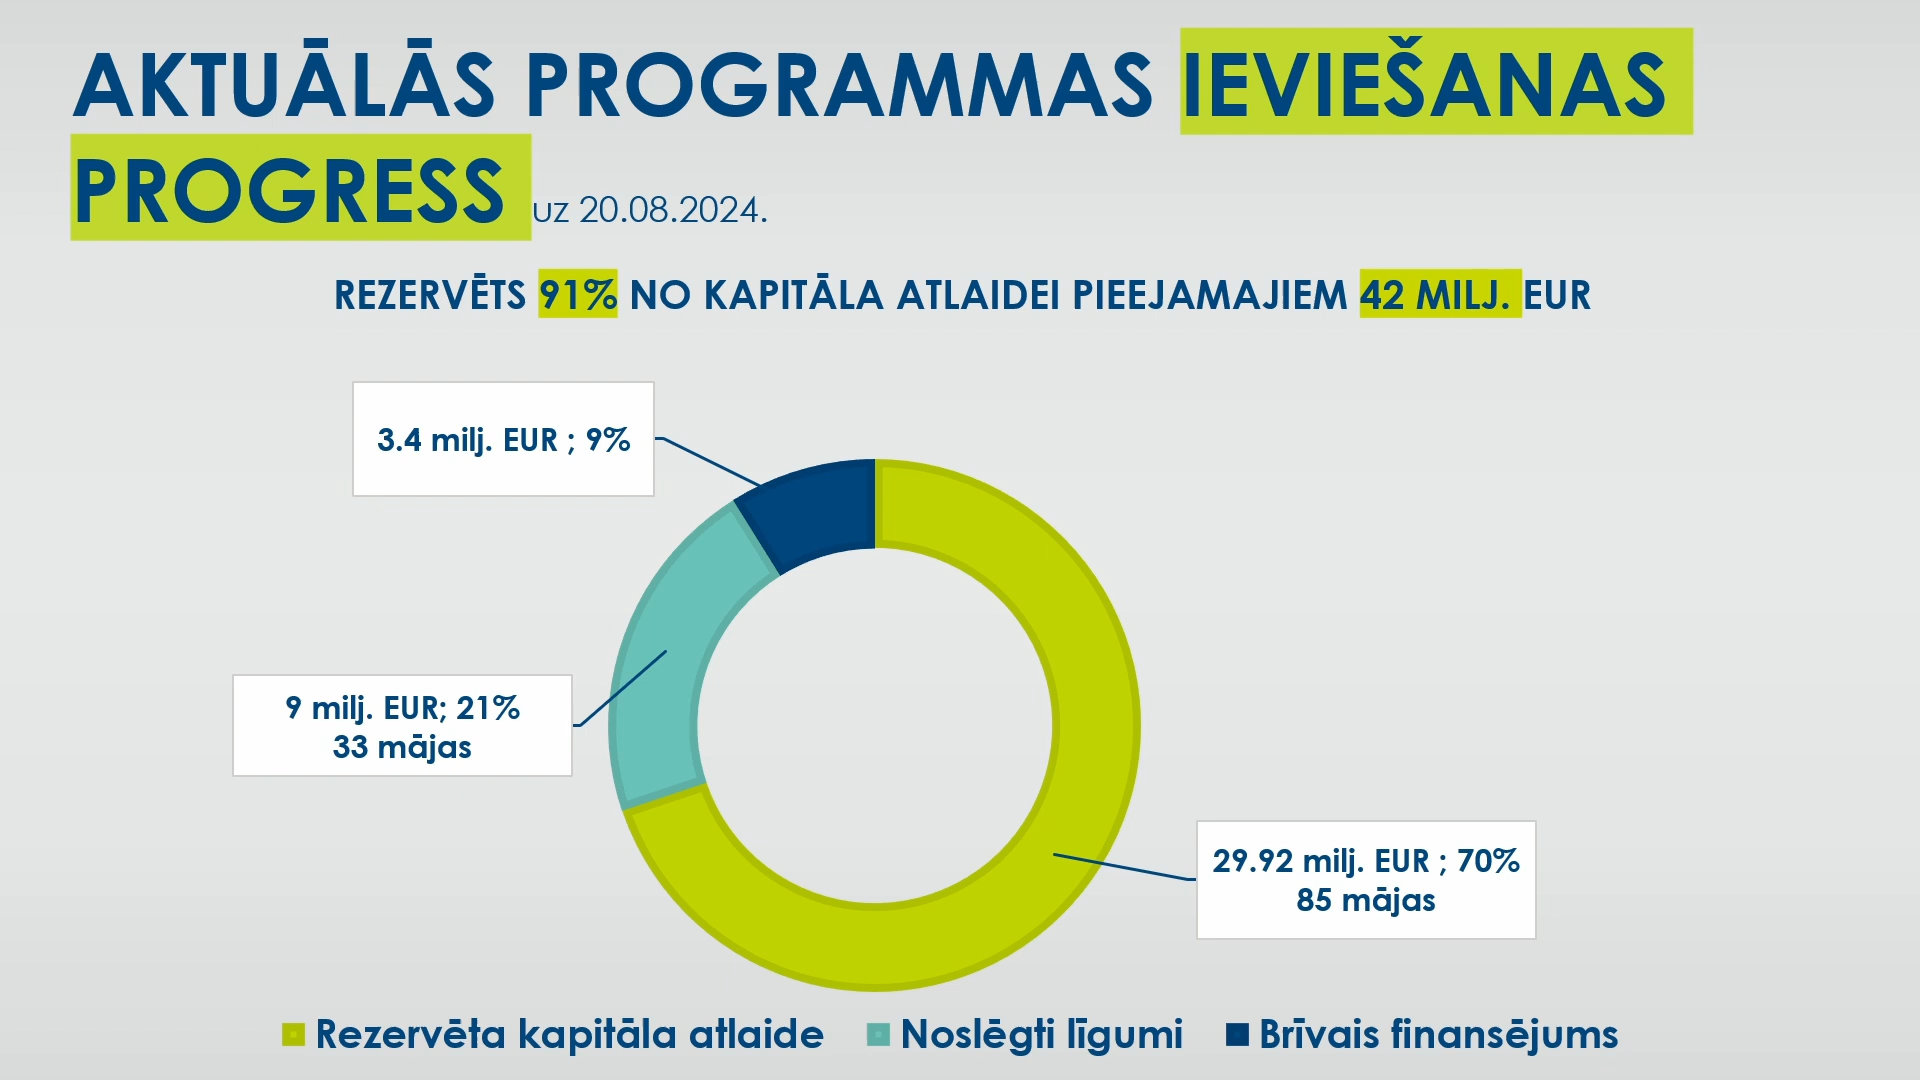 AKTUĀLĀS PROGRAMMAS IEVIEŠANAS
PROGRESS uz 20.08.2024.
REZERVĒTS 91% NO KAPITĀLA ATLAIDEI PIEEJAMAJIEM 42 MILJ. EUR
3.4 milj. EUR ; 9%
9 milj. EUR; 21%
33 mājas
29.92 milj. EUR ; 70%
85 mājas
Rezervēta kapitāla atlaide Noslēgti līgumi Brīvais finansējums